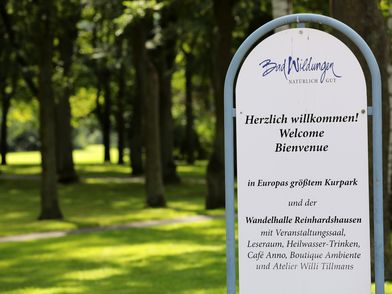 Bad Wildungen
NATÜRLICH GUT
Herzlich willkommen!
Welcome
Bienvenue
in Europas größtem Kurpark
und der
Wandelhalle Reinhardshausen
mit Veranstaltungssaal,
Leseraum, Heilwasser-Trinken,
Café Anno, Boutique Ambiente
und Atelier Willi Tillmans